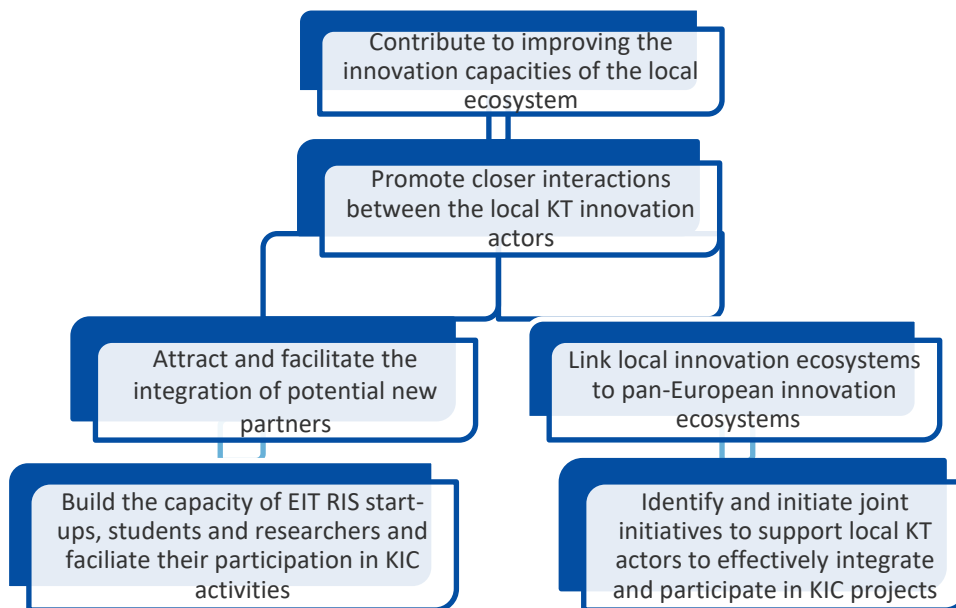 Contribute to improving the
innovation capacities of the local
ecosystem
Promote closer interactions
between the local KT innovation
actors
Attract and facilitate the
integration of potential new
partners
Link local innovation ecosystems
to pan-European innovation
ecosystems
Build the capacity of EIT RIS start-
ups, students and researchers and
faciliate their participation in KIC
activities
Identify and initiate joint
initiatives to support local KT
actors to effectively integrate
and participate in KIC projects